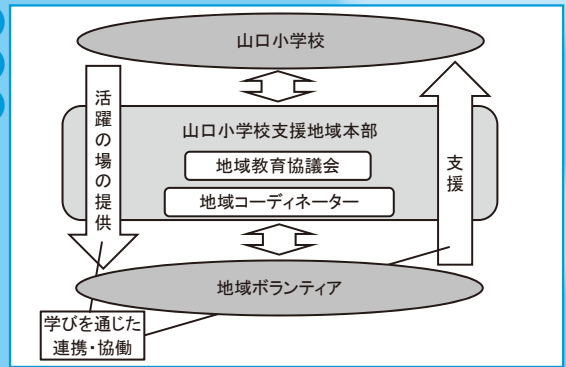 山口小学校
活躍の場の提供
山口小学校支援地域本部
地域教育協議会
地域コーディネーター
支援
地域ボランティア
学びを通じた
連携・協働